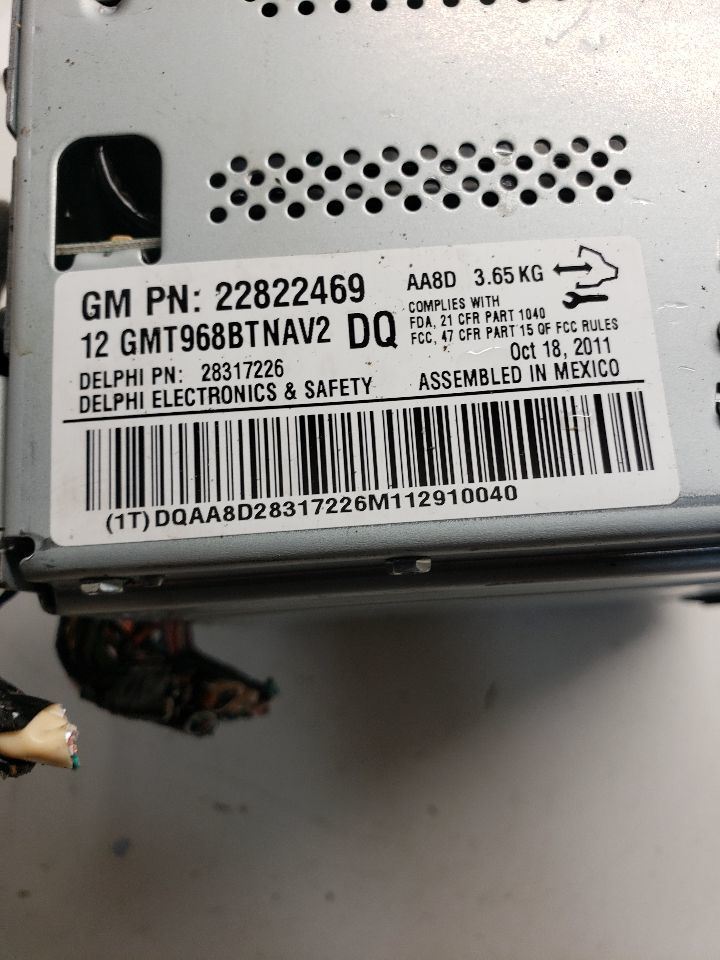 GM PN: 22822469
AA8D 3.65 KG
12 GMT968BTNAV2 DQ
COMPLIES WITH
FDA, 21 CFR PART 1040
FCC, 47 CFR PART 15 OF FCC RULES
DELPHI PN: 28317226
Oct 18, 2011
DELPHI ELECTRONICS & SAFETY
ASSEMBLED IN MEXICO
(1T)DQAA8D28317226M112910040